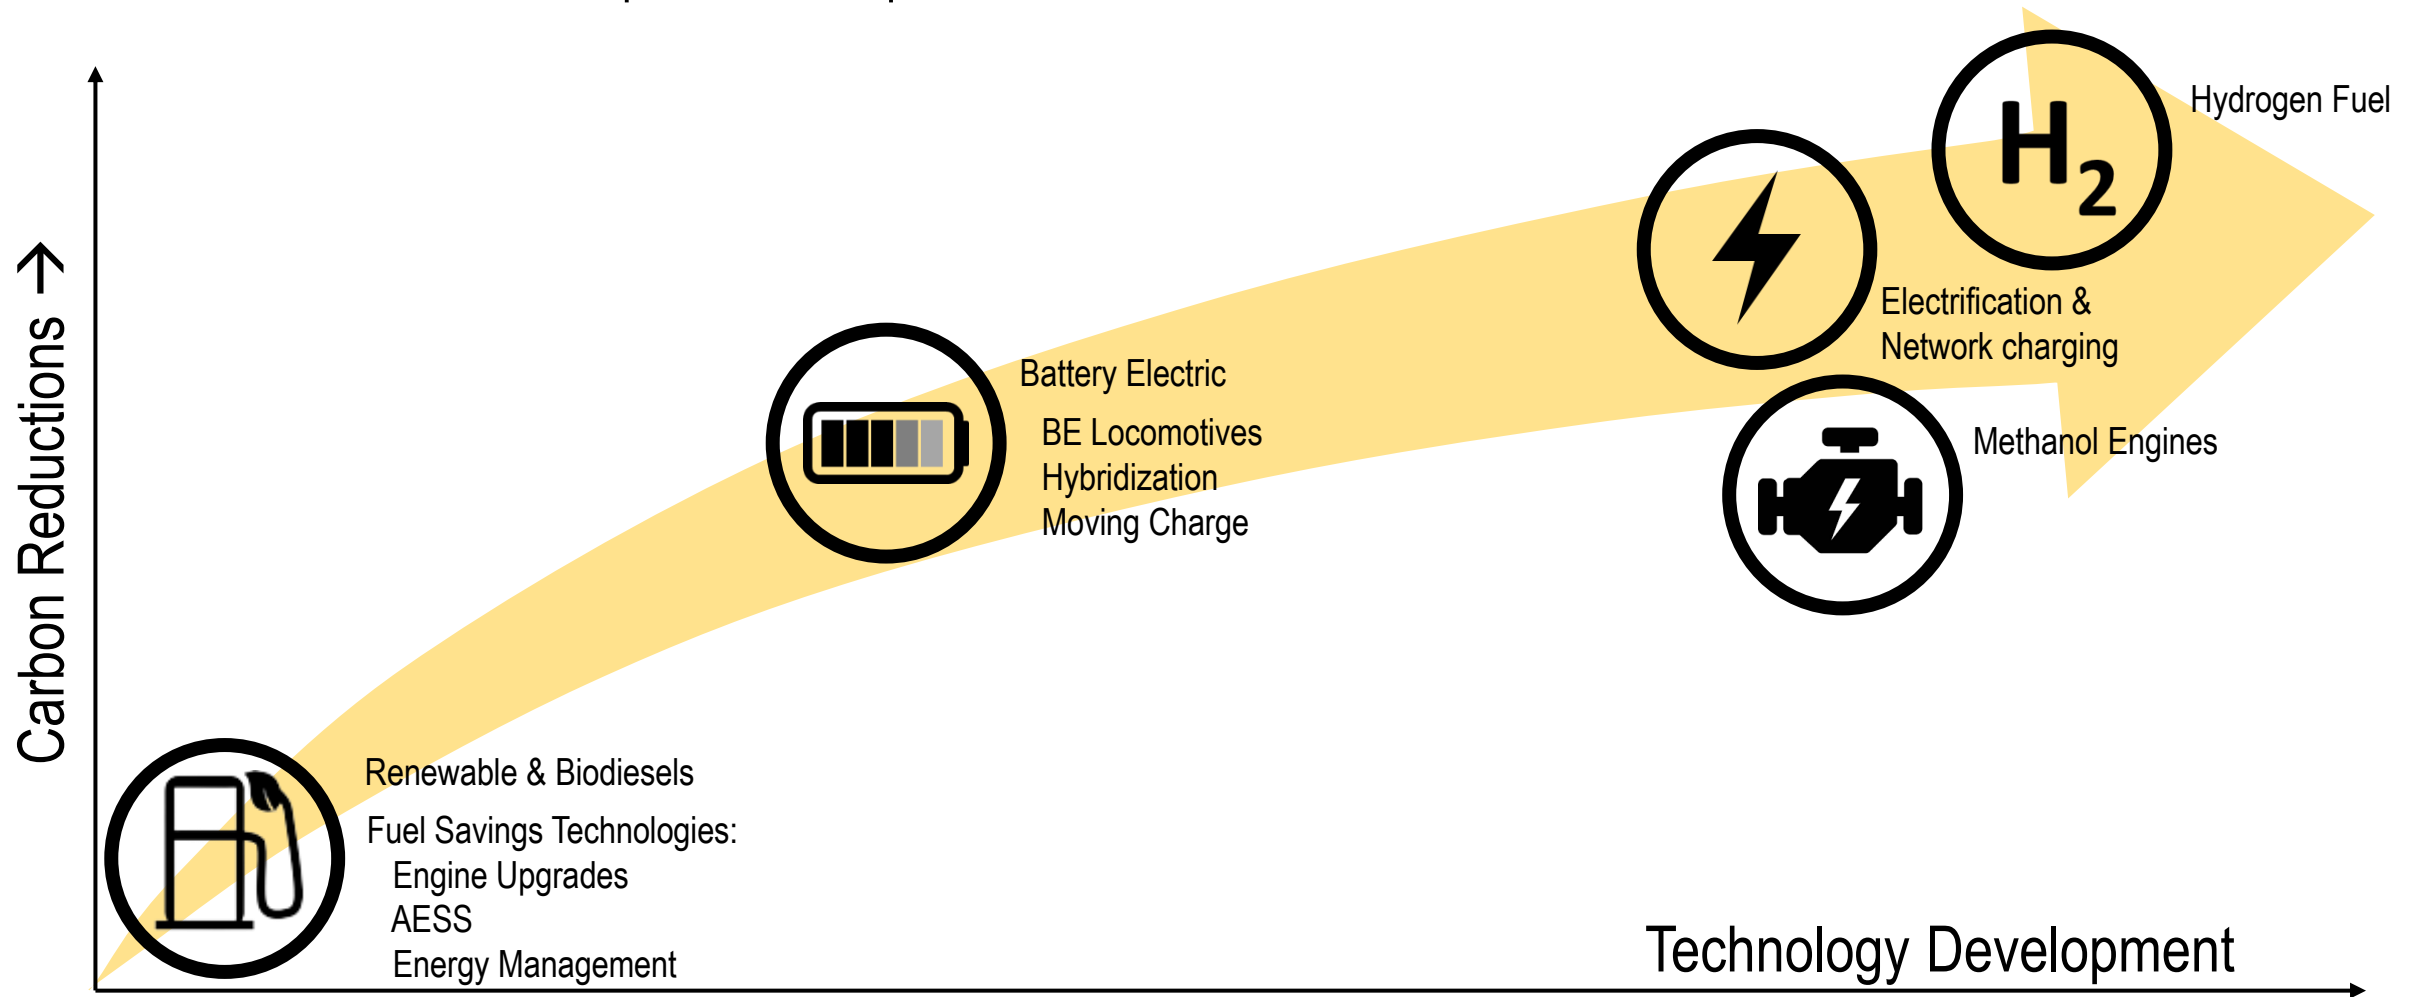 Carbon Reductions →
H2
Hydrogen Fuel
Electrification &
Network charging
Methanol Engines
Battery Electric
BE Locomotives
Hybridization
Moving Charge
Renewable & Biodiesels
Fuel Savings Technologies:
Engine Upgrades
AESS
Energy Management
Technology Development